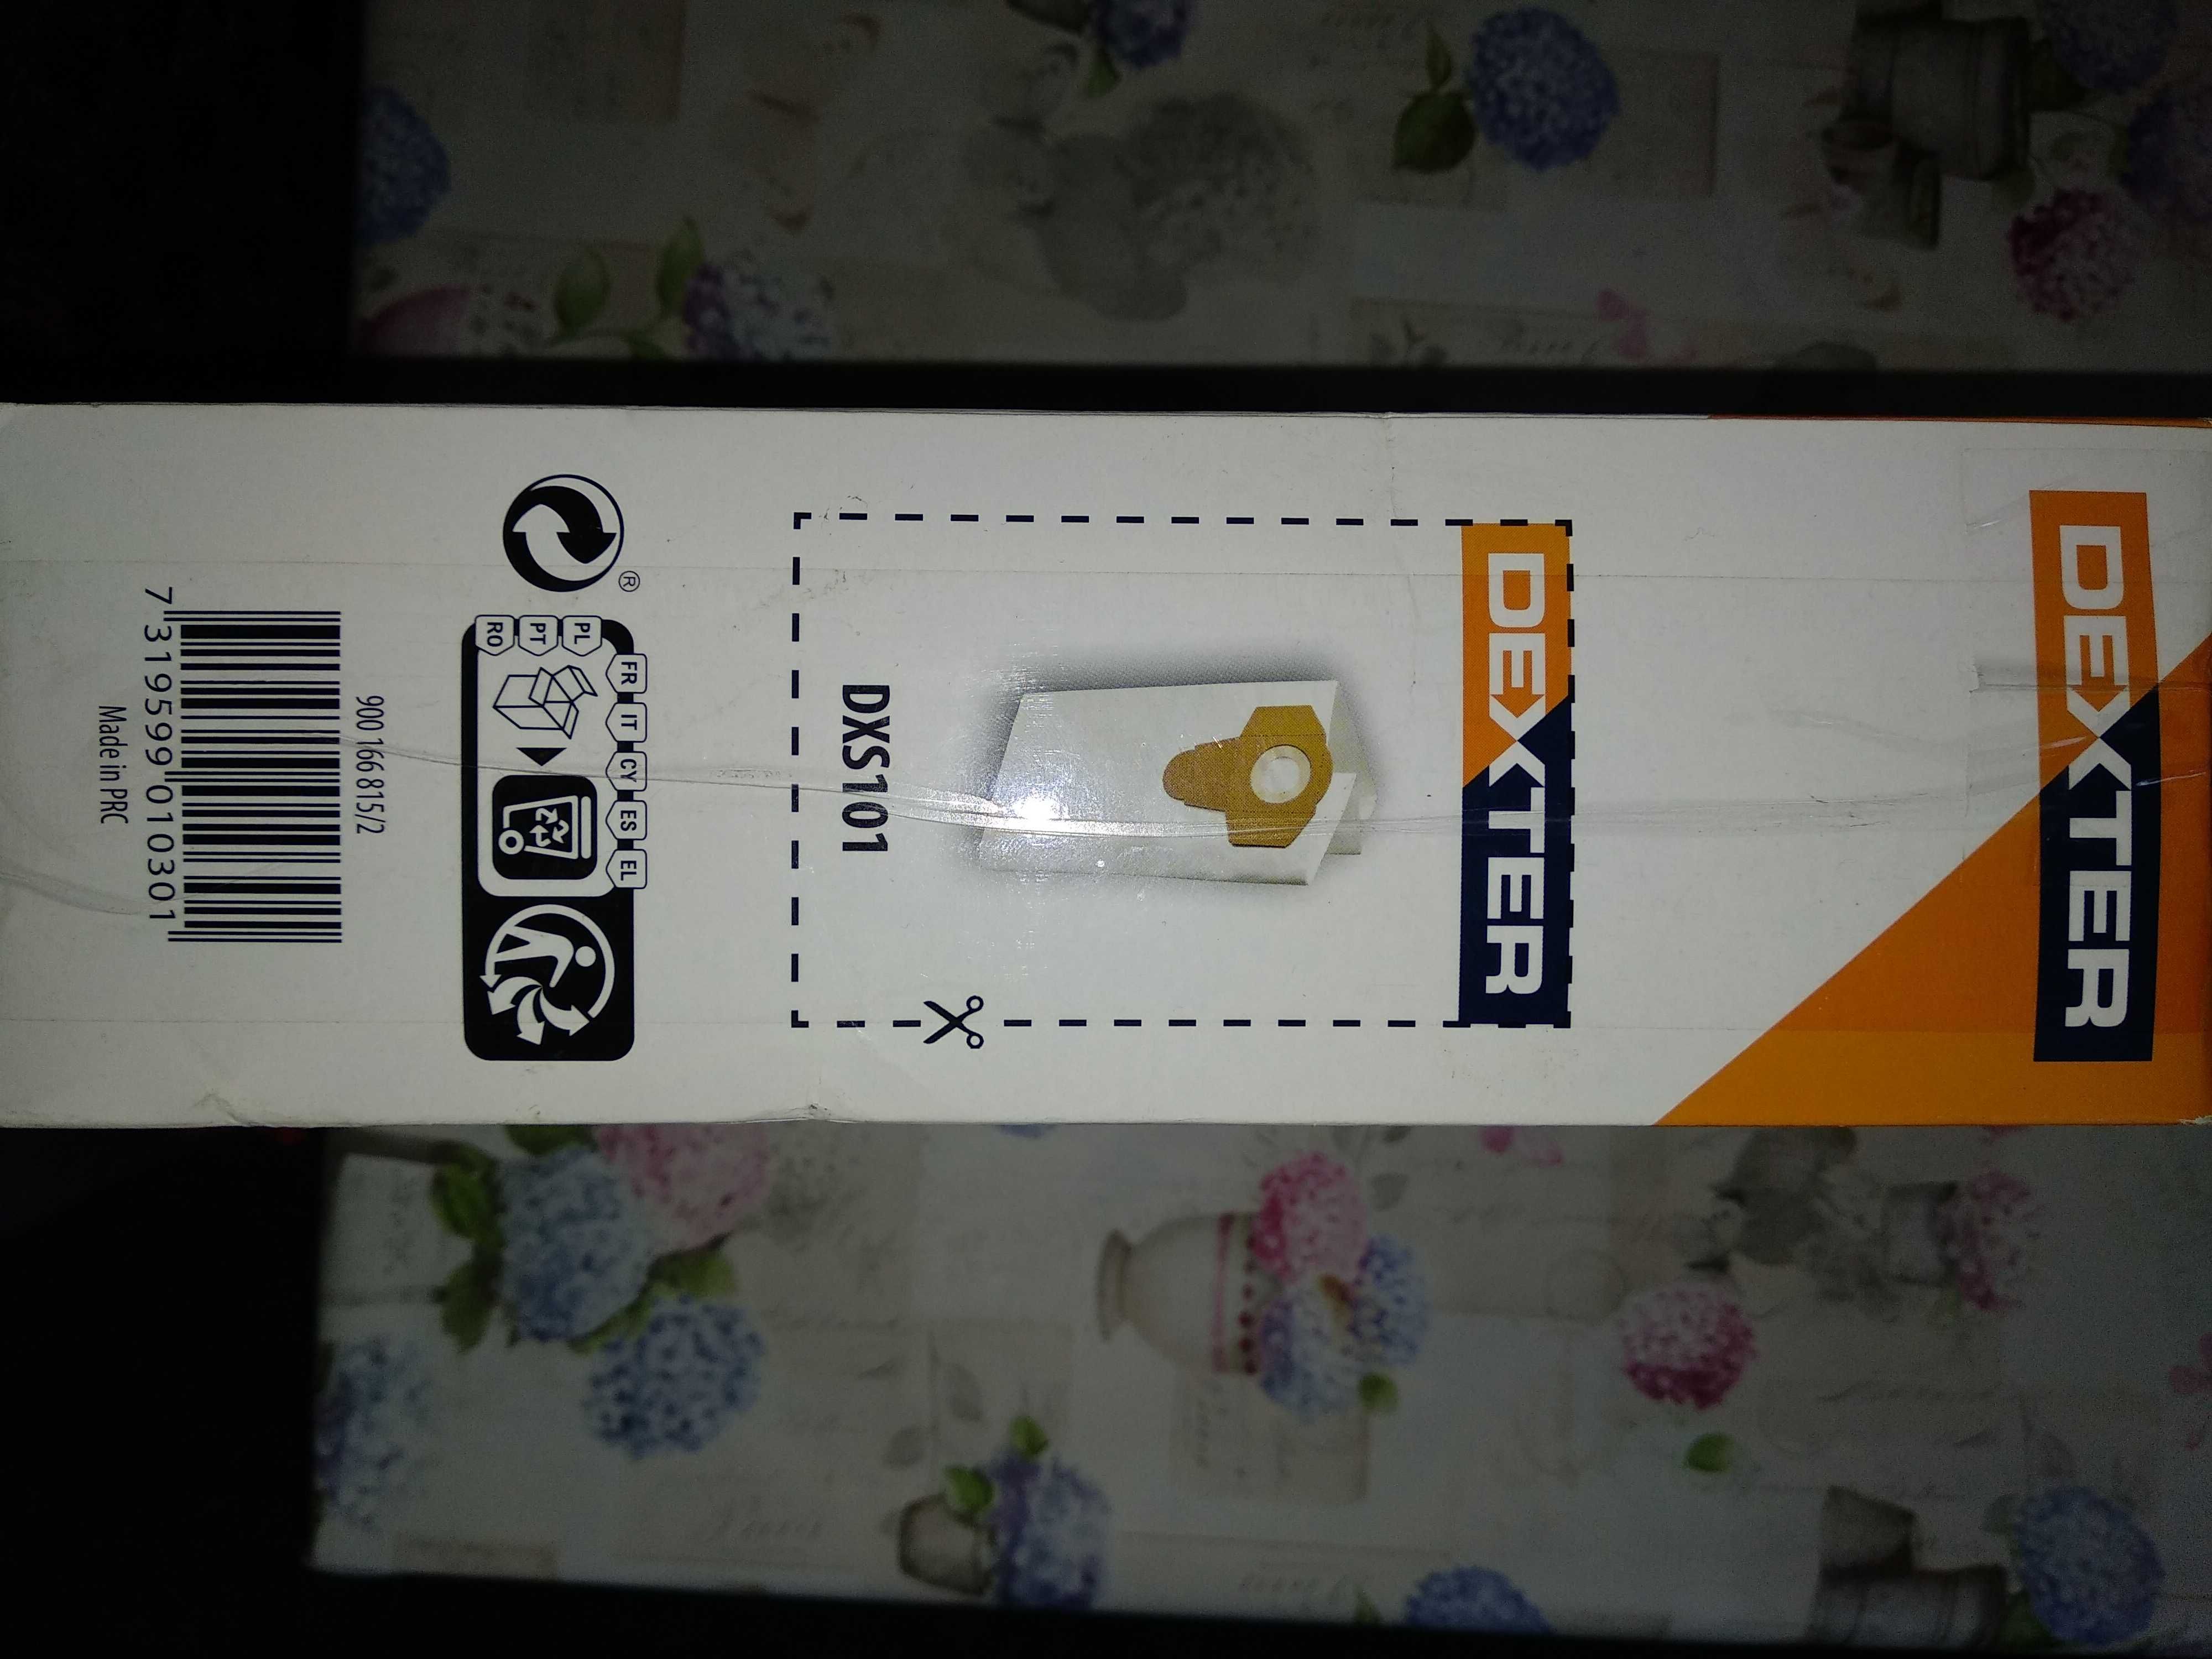 DEXTER
DEXTER
DXS101
®
FR IT CY ES EL
PL
PT
RO
900 166 815/2
7 319599 010301
Made in PRC